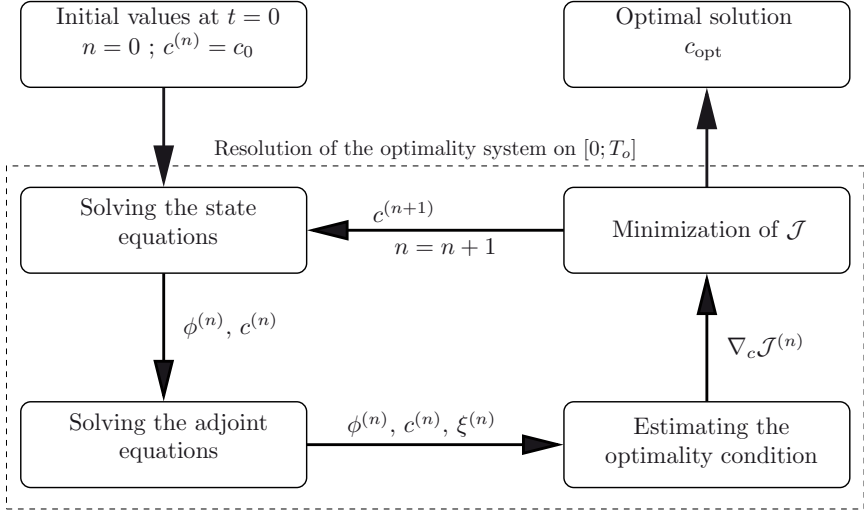 Initial values at t = 0
n = 0 ; c^(n) = c_0
Optimal solution
c_opt
Resolution of the optimality system on [0; T_o]
Solving the state
equations
c^(n+1)
n = n + 1
Minimization of 𝒥
ϕ^(n), c^(n)
∇_c 𝒥^(n)
Solving the adjoint
equations
ϕ^(n), c^(n), ξ^(n)
Estimating the
optimality condition